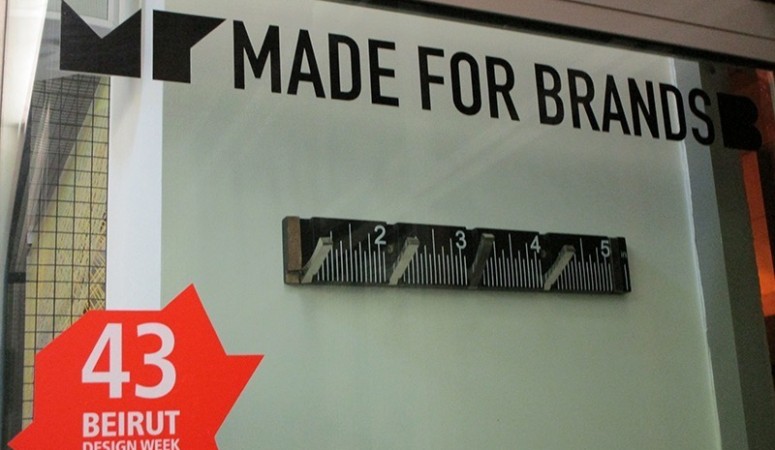 MADE FOR BRANDS
2 3 4 5
43
BEIRUT
DESIGN WEEK